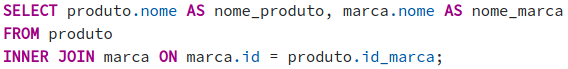 SELECT produto.nome AS nome_produto, marca.nome AS nome_marca
FROM produto
INNER JOIN marca ON marca.id = produto.id_marca;